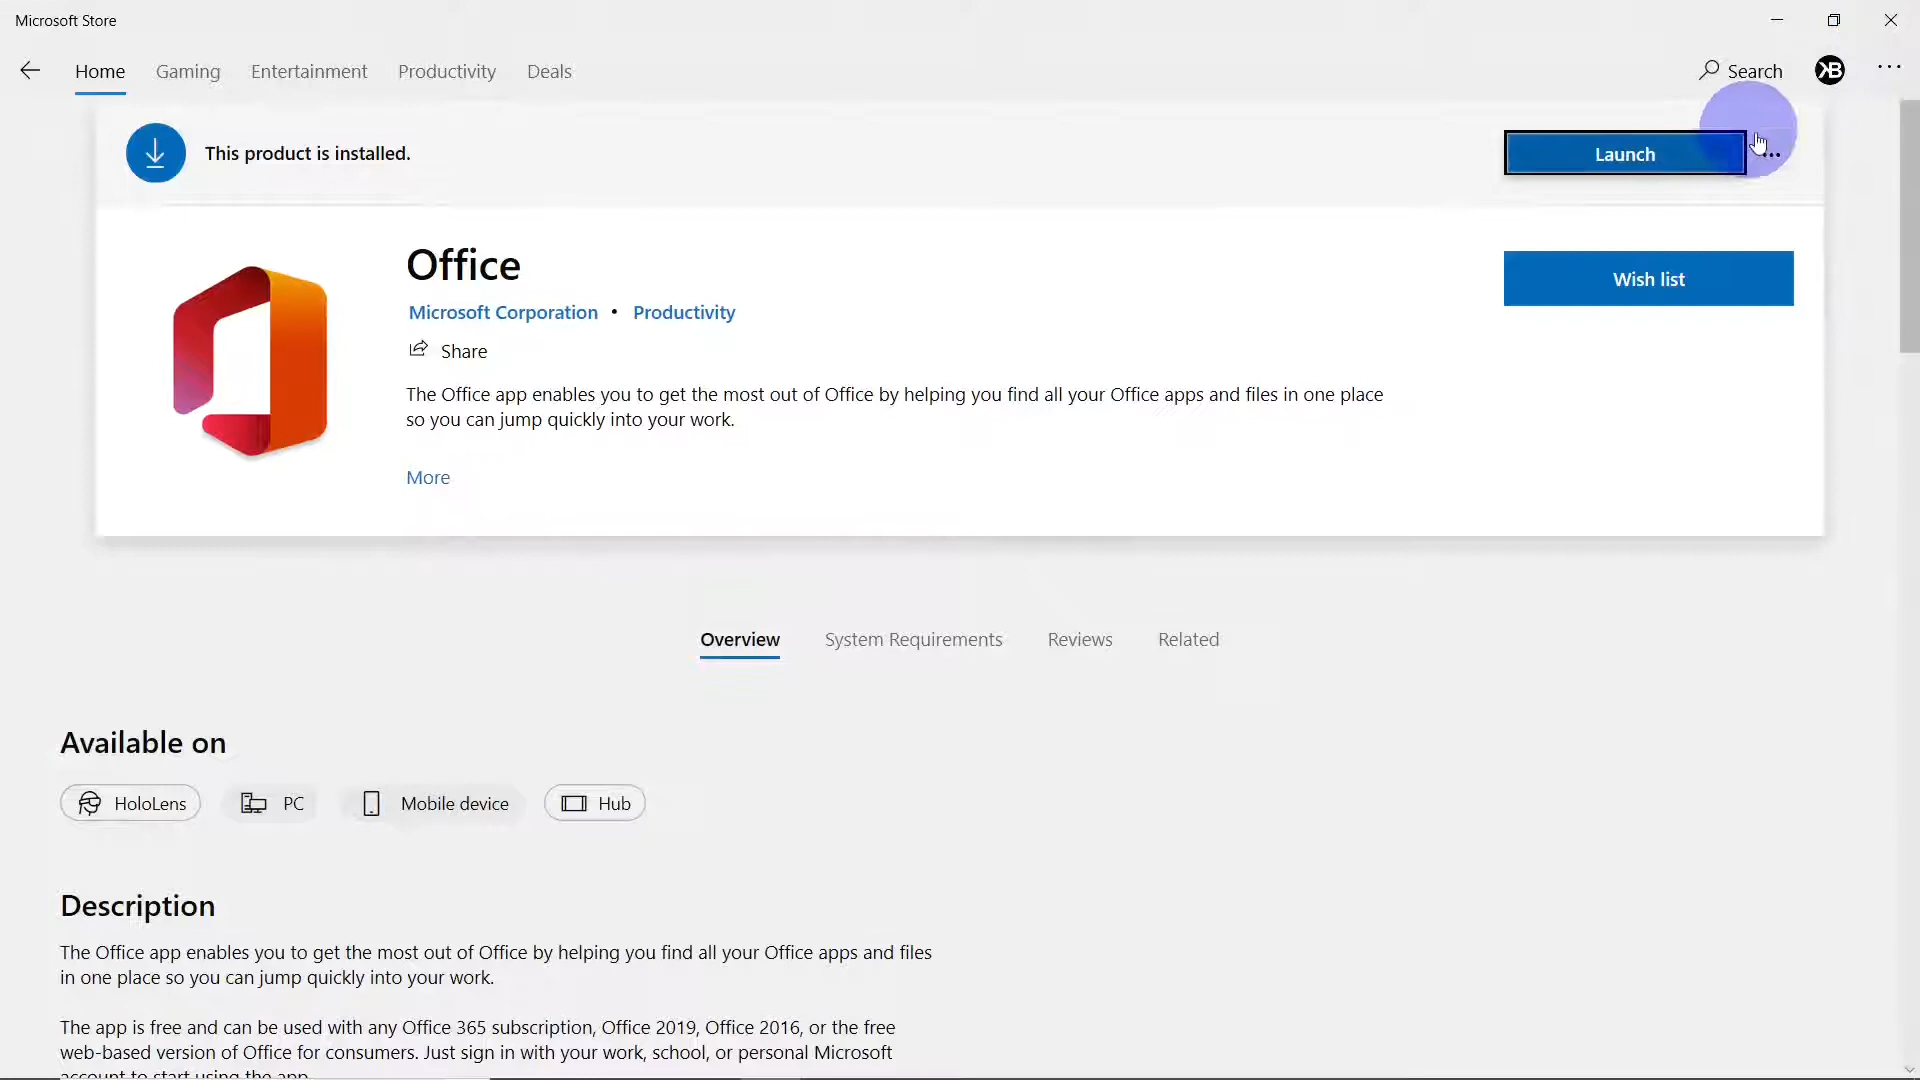 Microsoft Store
Home Gaming Entertainment Productivity Deals Search KB ...
This product is installed. Launch ...
Office
Wish list
Microsoft Corporation • Productivity
Share
The Office app enables you to get the most out of Office by helping you find all your Office apps and files in one place
so you can jump quickly into your work.
More
Overview System Requirements Reviews Related
Available on
HoloLens PC Mobile device Hub
Description
The Office app enables you to get the most out of Office by helping you find all your Office apps and files
in one place so you can jump quickly into your work.
The app is free and can be used with any Office 365 subscription, Office 2019, Office 2016, or the free
web-based version of Office for consumers. Just sign in with your work, school, or personal Microsoft
account to start using the app.